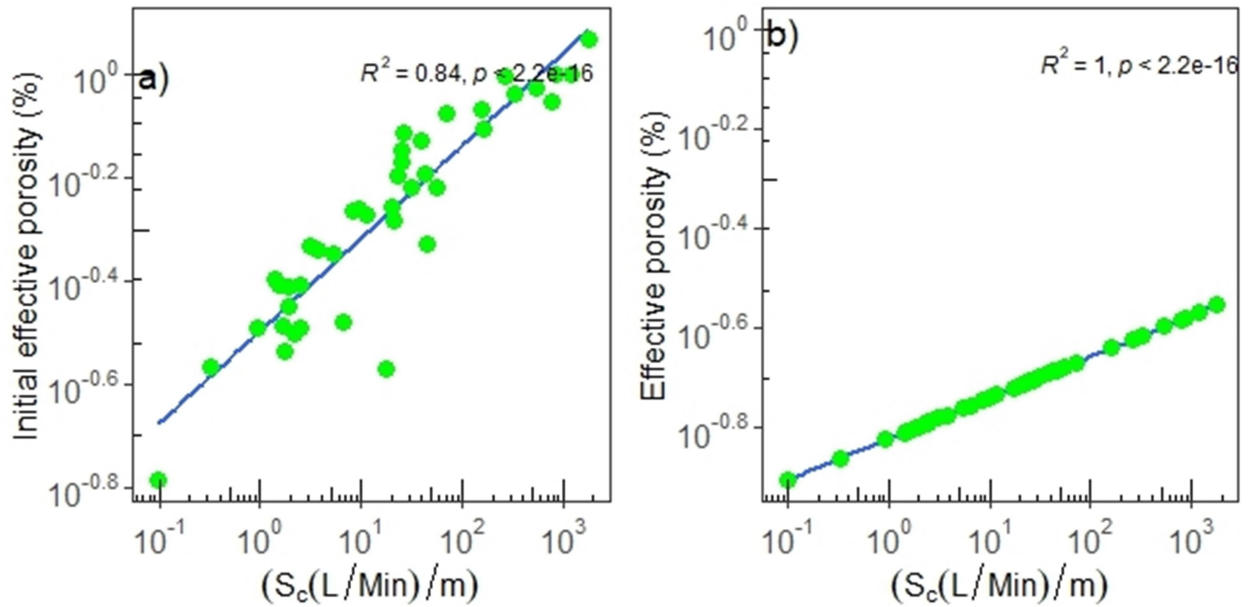 a)
R² = 0.84, p < 2.2e-16
Initial effective porosity (%)
10⁰
10⁻⁰·²
10⁻⁰·⁴
10⁻⁰·⁶
10⁻⁰·⁸
10⁻¹ 10⁰ 10¹ 10² 10³
(Sc(L/Min)/m)
b)
R² = 1, p < 2.2e-16
Effective porosity (%)
10⁰
10⁻⁰·²
10⁻⁰·⁴
10⁻⁰·⁶
10⁻⁰·⁸
10⁻¹ 10⁰ 10¹ 10² 10³
(Sc(L/Min)/m)